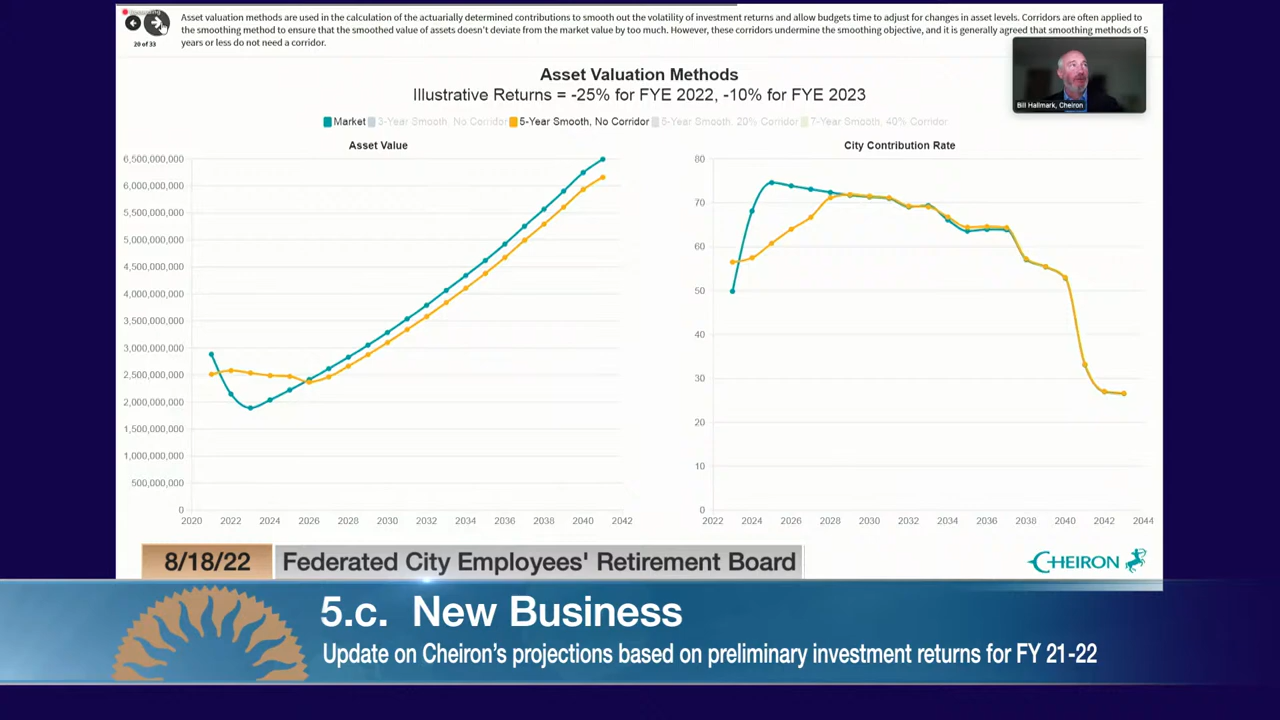 Asset valuation methods are used in the calculation of the actuarially determined contributions to smooth out the volatility of investment returns and allow budgets time to adjust for changes in asset levels. Corridors are often applied to
the smoothing method to ensure that the smoothed value of assets doesn't deviate from the market value by too much. However, these corridors undermine the smoothing objective, and it is generally agreed that smoothing methods of 5
years or less do not need a corridor.
20 of 33
Bill Hallmark, Cheiron
Asset Valuation Methods
Illustrative Returns = -25% for FYE 2022, -10% for FYE 2023
Market 3-Year Smooth, No Corridor 5-Year Smooth, No Corridor 5-Year Smooth, 20% Corridor 7-Year Smooth, 40% Corridor
Asset Value
6,500,000,000
6,000,000,000
5,500,000,000
5,000,000,000
4,500,000,000
4,000,000,000
3,500,000,000
3,000,000,000
2,500,000,000
2,000,000,000
1,500,000,000
1,000,000,000
500,000,000
0
2020 2022 2024 2026 2028 2030 2032 2034 2036 2038 2040 2042
City Contribution Rate
80
70
60
50
40
30
20
10
0
2022 2024 2026 2028 2030 2032 2034 2036 2038 2040 2042 2044
8/18/22 Federated City Employees' Retirement Board
CHEIRON
5.c. New Business
Update on Cheiron's projections based on preliminary investment returns for FY 21-22